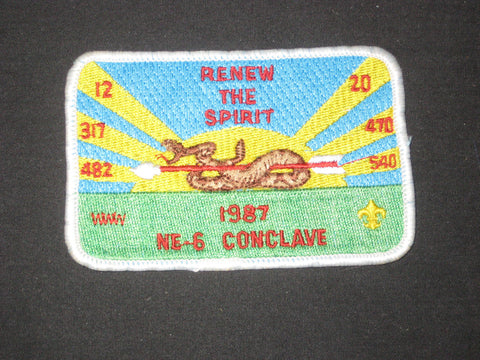 RENEW
THE
SPIRIT
12
317
482
20
470
540
WWW
1987
NE-6 CONCLAVE